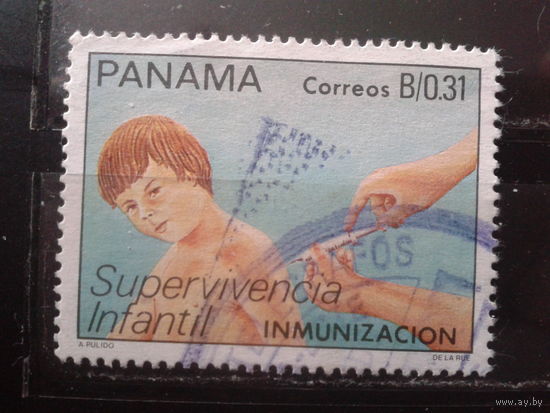 PANAMA
Correos B/0.31
Supervivencia
Infantil
INMUNIZACION
A. PULIDO
DE LA RUE
www.ay.by